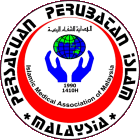 PERSATUAN PERUBATAN ISLAM
Islamic Medical Association of Malaysia
1990
1410H
MALAYSIA